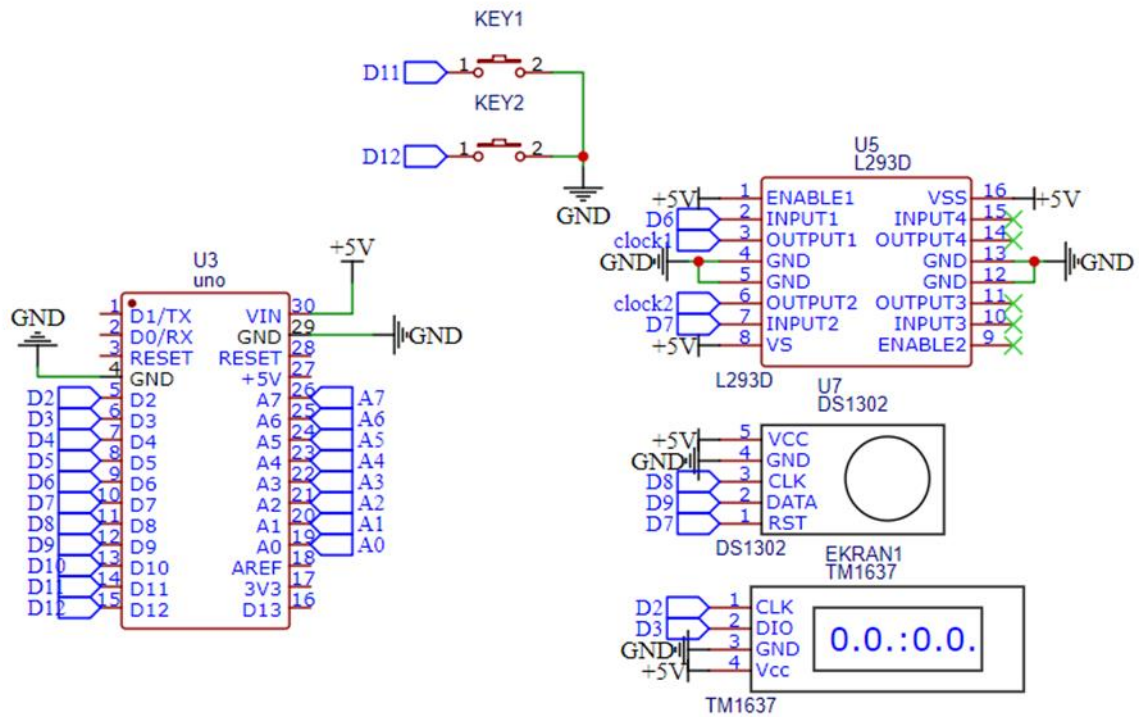 KEY1
D11 1 2
KEY2
D12 1 2
GND
U3
uno
+5V
GND
1 D1/TX VIN 30
2 D0/RX GND 29 GND
3 RESET RESET 28
4 GND +5V 27
D2 5 D2 A7 26 A7
D3 6 D3 A6 25 A6
D4 7 D4 A5 24 A5
D5 8 D5 A4 23 A4
D6 9 D6 A3 22 A3
D7 10 D7 A2 21 A2
D8 11 D8 A1 20 A1
D9 12 D9 A0 19 A0
D10 13 D10 AREF 18
D11 14 D11 3V3 17
D12 15 D12 D13 16
U5
L293D
+5V 1 ENABLE1 VSS 16 +5V
D6 2 INPUT1 INPUT4 15
clock1 3 OUTPUT1 OUTPUT4 14
GND 4 GND GND 13 GND
5 GND GND 12
clock2 6 OUTPUT2 OUTPUT3 11
D7 7 INPUT2 INPUT3 10
+5V 8 VS ENABLE2 9
L293D
U7
DS1302
+5V 5 VCC
GND 4 GND
D8 3 CLK
D9 2 DATA
D7 1 RST
DS1302
EKRAN1
TM1637
D2 1 CLK
D3 2 DIO
GND 3 GND
+5V 4 Vcc
0.0.:0.0.
TM1637